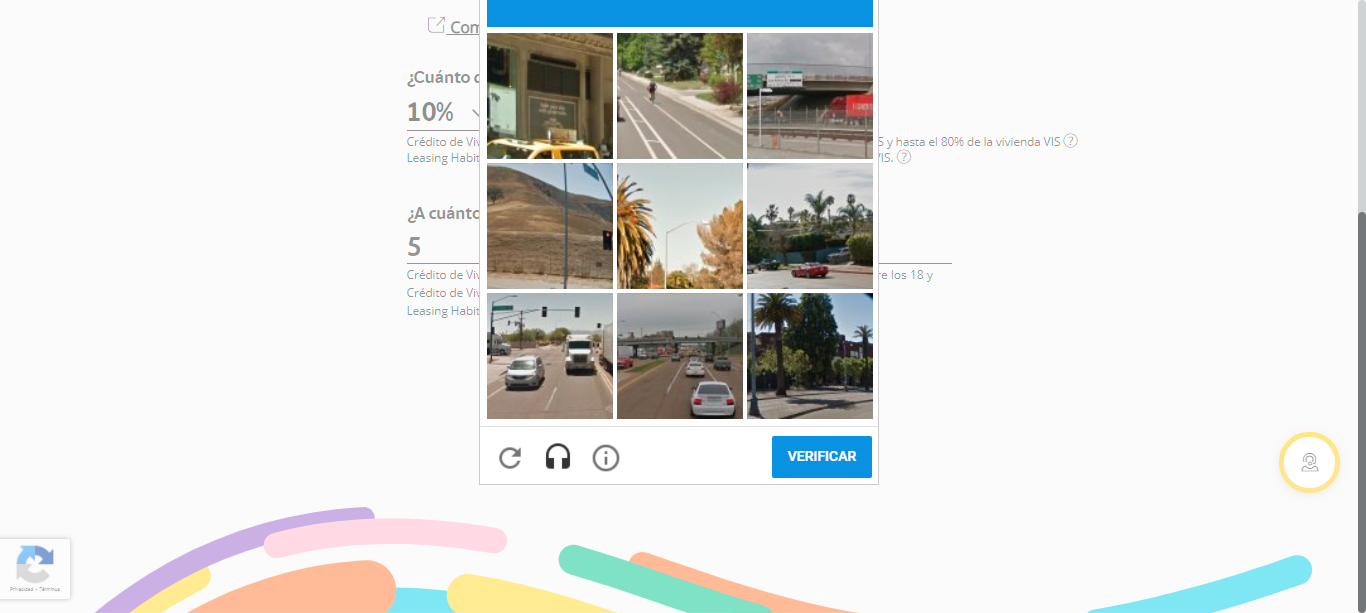 Com
¿Cuánto
10%
Crédito de Viv
S y hasta el 80% de la vivienda VIS ?
Leasing Habit
VIS. ?
¿A cuánto
5
Crédito de Viv
re los 18 y
Crédito de Viv
Leasing Habit
VERIFICAR
Privacidad - Términos